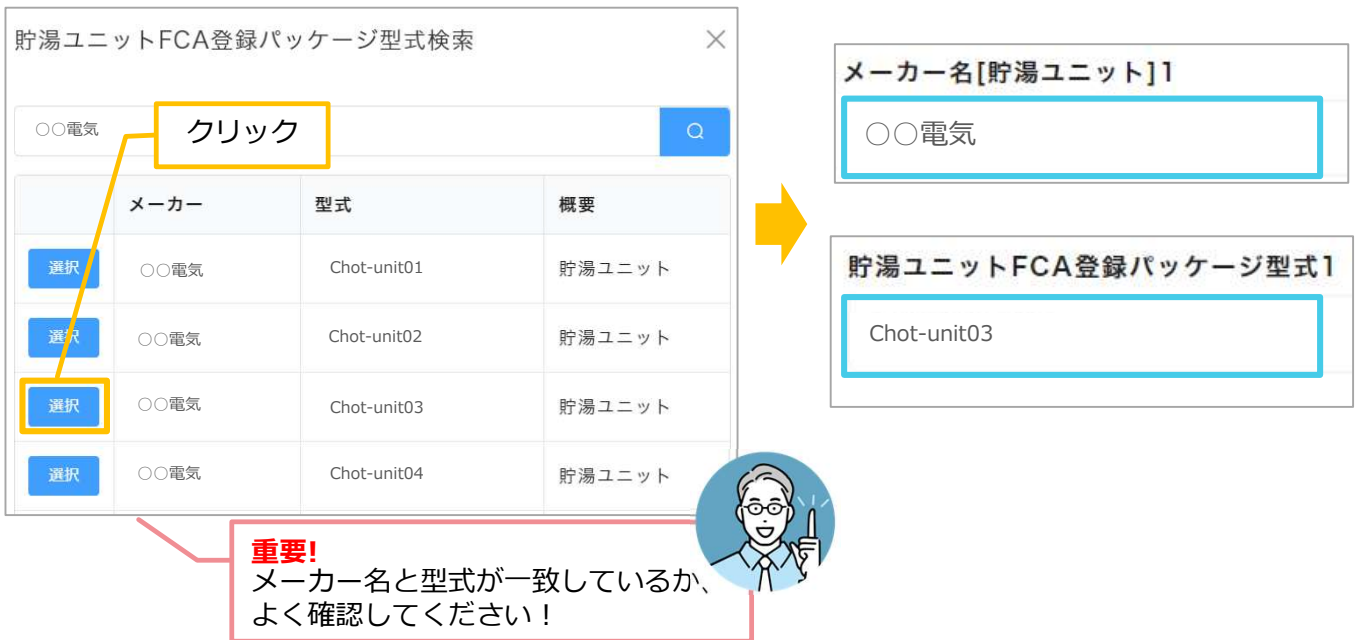 貯湯ユニットFCA登録パッケージ型式検索
○○電気
クリック
メーカー 型式 概要
選択 ○○電気 Chot-unit01 貯湯ユニット
選択 ○○電気 Chot-unit02 貯湯ユニット
選択 ○○電気 Chot-unit03 貯湯ユニット
選択 ○○電気 Chot-unit04 貯湯ユニット
重要!
メーカー名と型式が一致しているか、
よく確認してください！
メーカー名[貯湯ユニット]1
○○電気
貯湯ユニットFCA登録パッケージ型式1
Chot-unit03